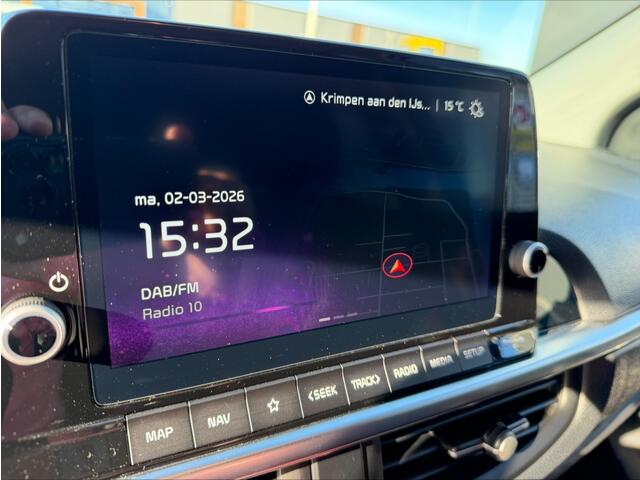 Krimpen aan den IJs... | 15 °C
ma, 02-03-2026
15:32
DAB/FM
Radio 10
MAP
NAV
<SEEK
TRACK>
RADIO
MEDIA
SETUP